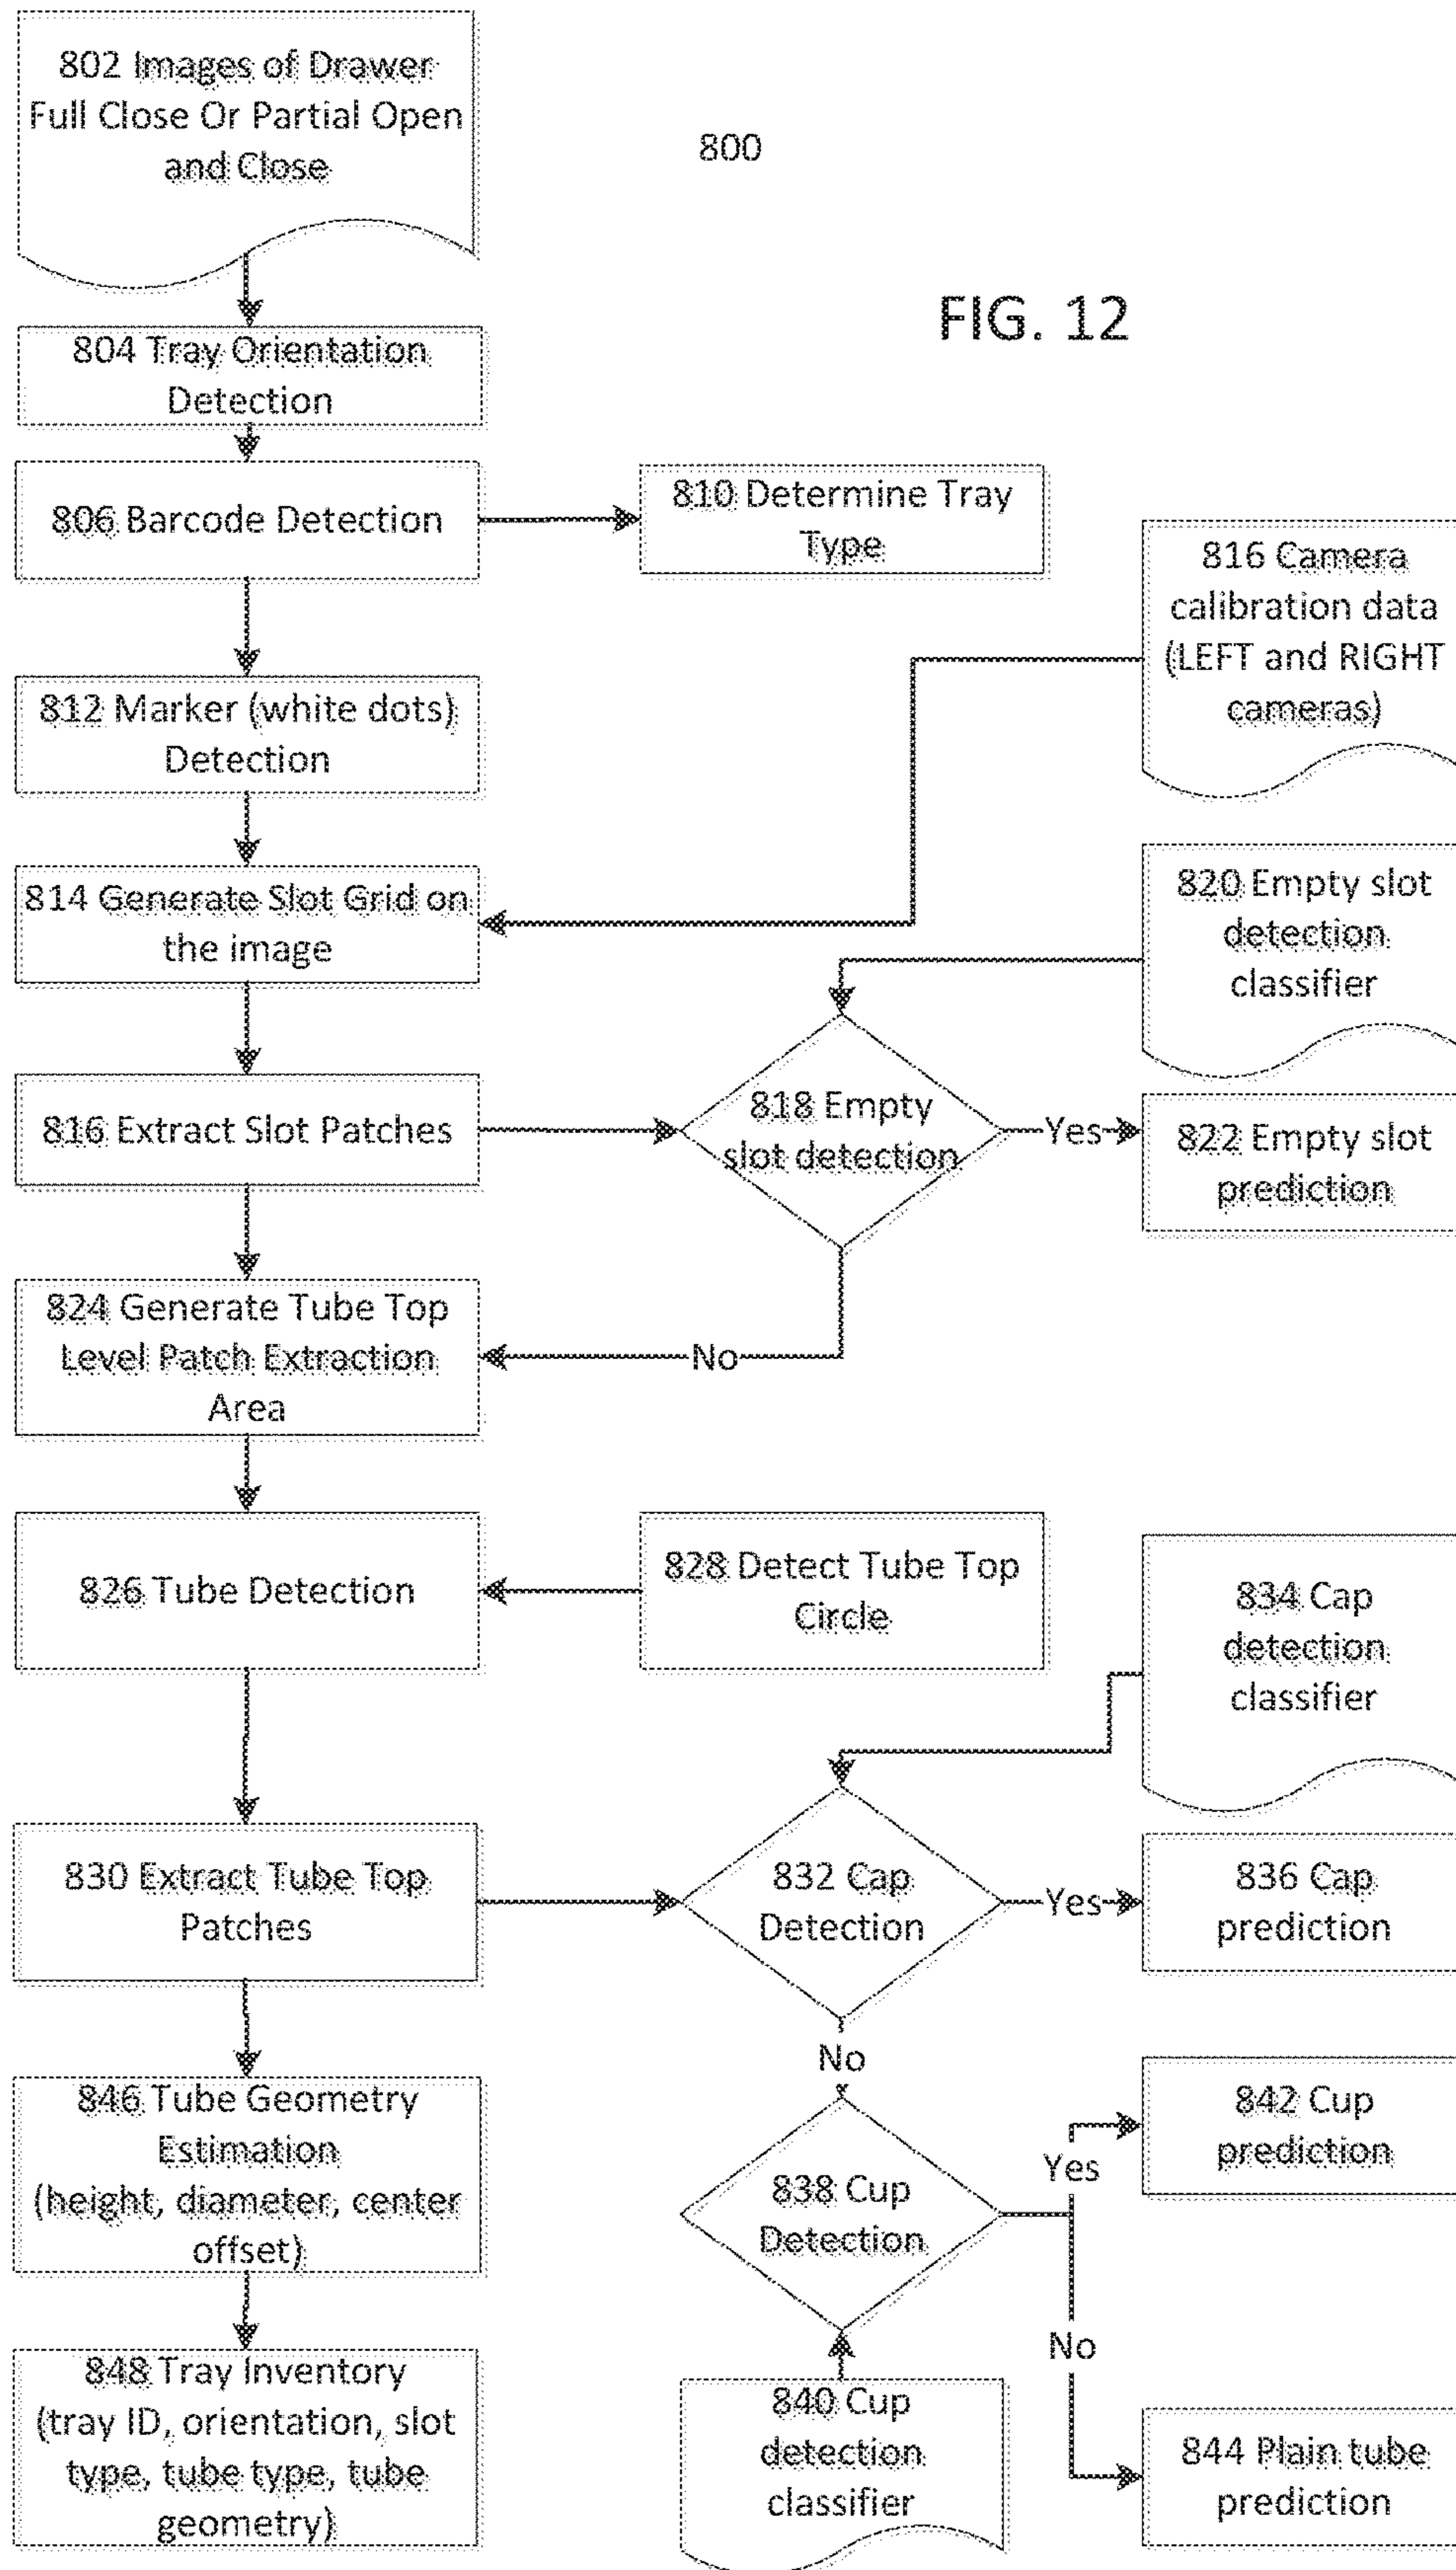 802 Images of Drawer
Full Close Or Partial Open
and Close
800
FIG. 12
804 Tray Orientation
Detection
806 Barcode Detection
810 Determine Tray
Type
816 Camera
calibration data
(LEFT and RIGHT
cameras)
812 Marker (white dots)
Detection
814 Generate Slot Grid on
the image
820 Empty slot
detection
classifier
816 Extract Slot Patches
818 Empty
slot detection
Yes
822 Empty slot
prediction
824 Generate Tube Top
Level Patch Extraction
Area
No
826 Tube Detection
828 Detect Tube Top
Circle
834 Cap
detection
classifier
830 Extract Tube Top
Patches
832 Cap
Detection
Yes
836 Cap
prediction
No
846 Tube Geometry
Estimation
(height, diameter, center
offset)
838 Cup
Detection
Yes
842 Cup
prediction
No
848 Tray Inventory
(tray ID, orientation, slot
type, tube type, tube
geometry)
840 Cup
detection
classifier
844 Plain tube
prediction